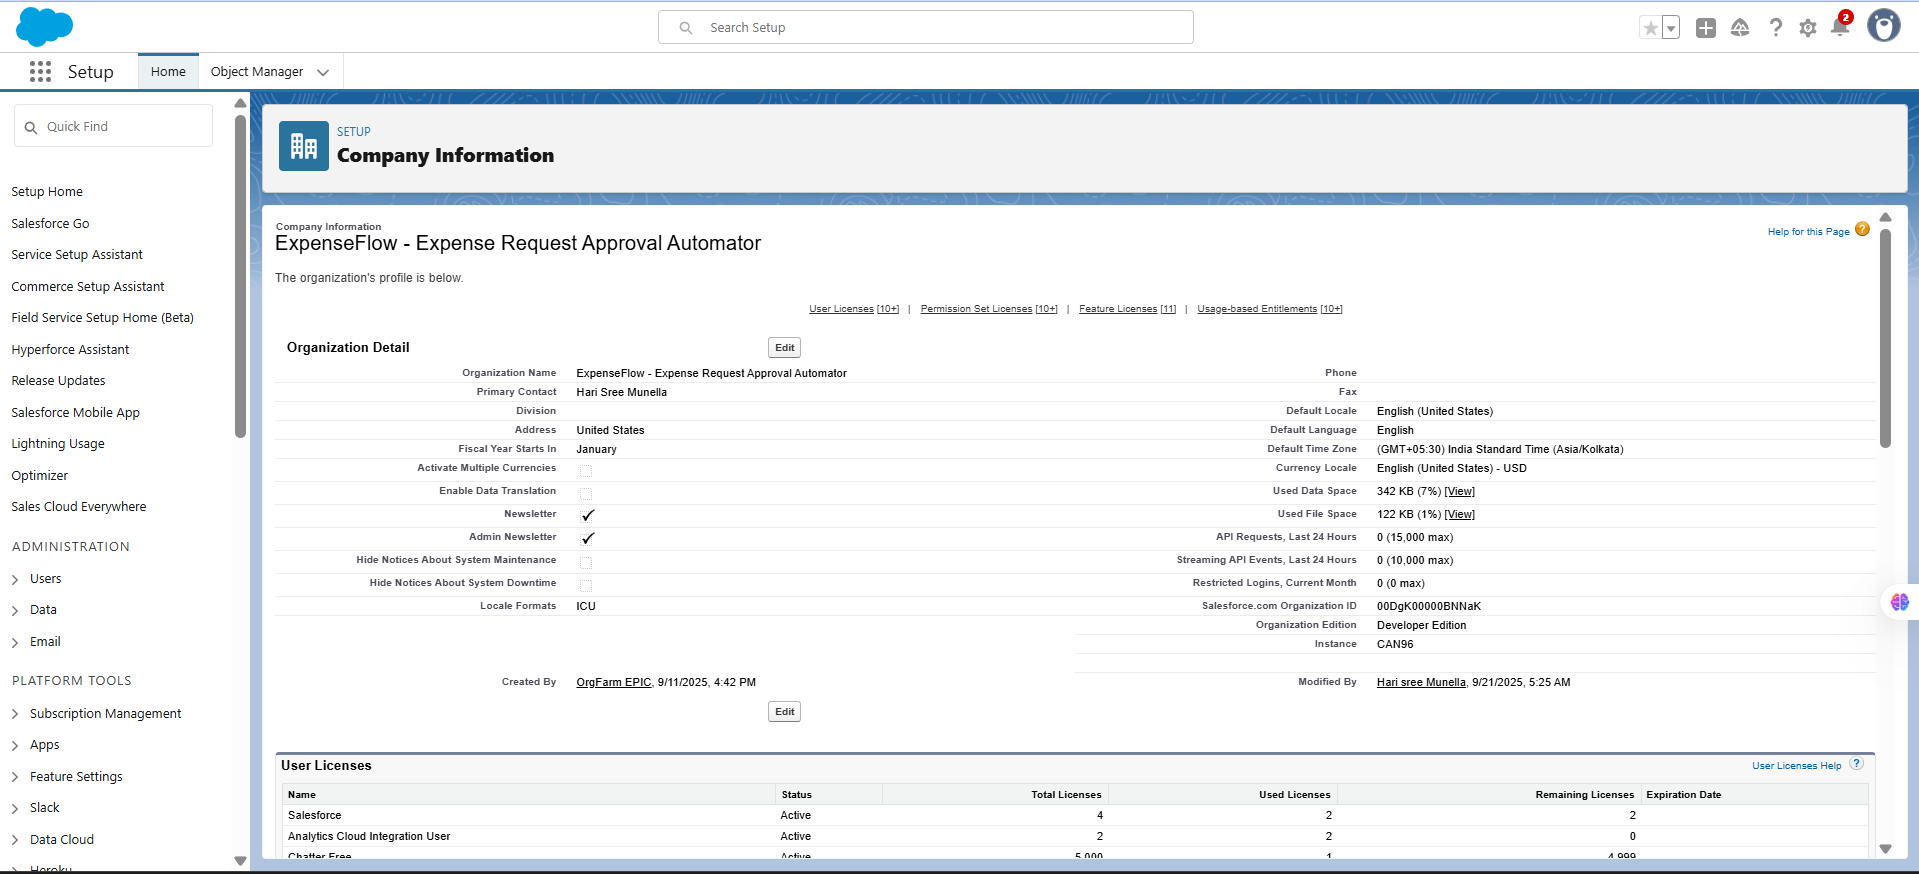 Search Setup
2
Setup
Home
Object Manager
Quick Find
Setup Home
Salesforce Go
Service Setup Assistant
Commerce Setup Assistant
Field Service Setup Home (Beta)
Hyperforce Assistant
Release Updates
Salesforce Mobile App
Lightning Usage
Optimizer
Sales Cloud Everywhere
ADMINISTRATION
Users
Data
Email
PLATFORM TOOLS
Subscription Management
Apps
Feature Settings
Slack
Data Cloud
Heroku
SETUP
Company Information
Company Information
ExpenseFlow - Expense Request Approval Automator
Help for this Page ?
The organization's profile is below.
User Licenses [10+] | Permission Set Licenses [10+] | Feature Licenses [11] | Usage-based Entitlements [10+]
Organization Detail Edit
Organization Name ExpenseFlow - Expense Request Approval Automator Phone
Primary Contact Hari Sree Munella Fax
Division Default Locale English (United States)
Address United States Default Language English
Fiscal Year Starts In January Default Time Zone (GMT+05:30) India Standard Time (Asia/Kolkata)
Activate Multiple Currencies Currency Locale English (United States) - USD
Enable Data Translation Used Data Space 342 KB (7%) [View]
Newsletter Used File Space 122 KB (1%) [View]
Admin Newsletter API Requests, Last 24 Hours 0 (15,000 max)
Hide Notices About System Maintenance Streaming API Events, Last 24 Hours 0 (10,000 max)
Hide Notices About System Downtime Restricted Logins, Current Month 0 (0 max)
Locale Formats ICU Salesforce.com Organization ID 00DgK00000BNNaK
Organization Edition Developer Edition
Instance CAN96
Created By OrgFarm EPIC, 9/11/2025, 4:42 PM Modified By Hari sree Munella, 9/21/2025, 5:25 AM
Edit
User Licenses User Licenses Help ?
Name Status Total Licenses Used Licenses Remaining Licenses Expiration Date
Salesforce Active 4 2 2
Analytics Cloud Integration User Active 2 2 0
Chatter Free Active 5,000 1 4,999